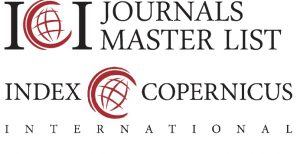 ICI JOURNALS
MASTER LIST
INDEX COPERNICUS
INTERNATIONAL